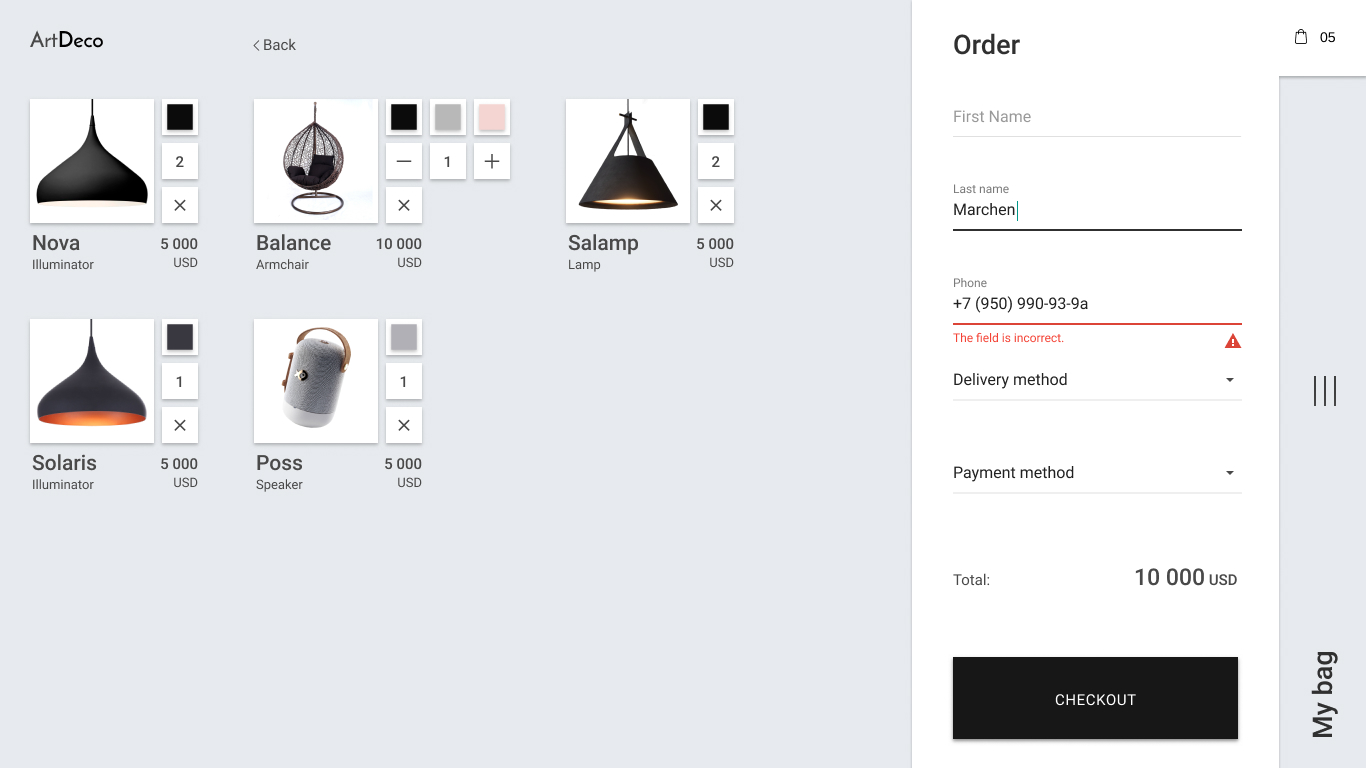 ArtDeco
Back
2
Nova
5 000
Illuminator
USD
1
Balance
10 000
Armchair
USD
2
Salamp
5 000
Lamp
USD
1
Solaris
5 000
Illuminator
USD
1
Poss
5 000
Speaker
USD
Order
First Name
Last name
Marchen
Phone
+7 (950) 990-93-9a
The field is incorrect.
Delivery method
Payment method
Total:
10 000 USD
CHECKOUT
05
My bag